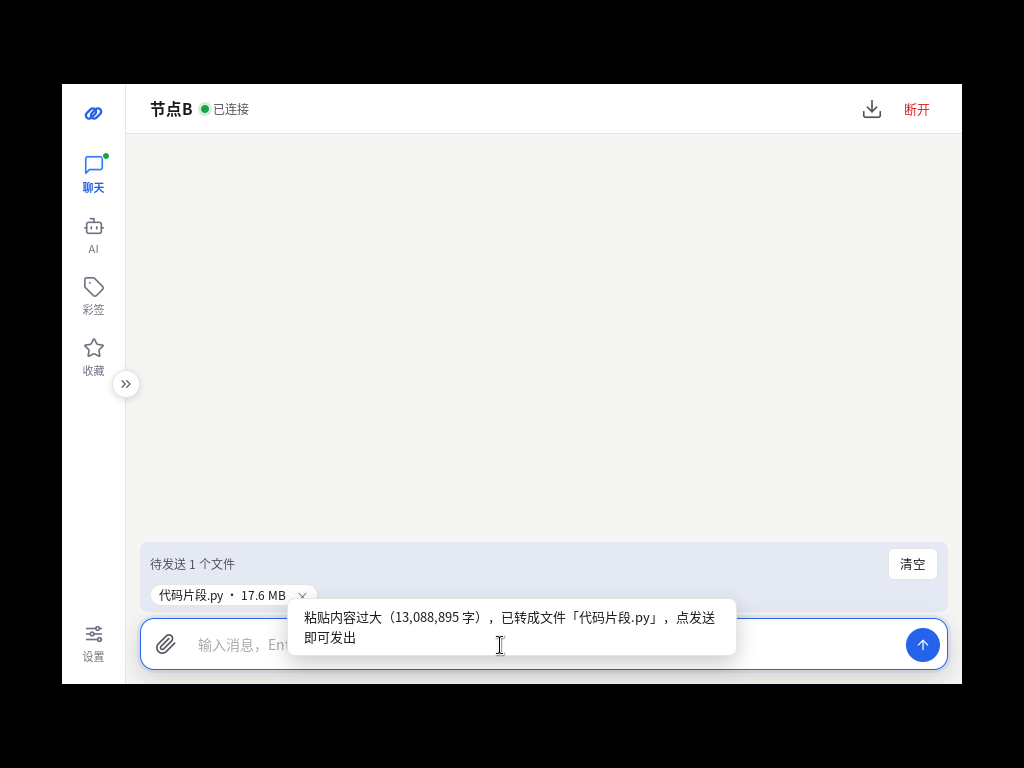 节点B 已连接
断开
聊天
AI
彩签
收藏
设置
待发送 1 个文件
清空
代码片段.py · 17.6 MB
粘贴内容过大（13,088,895 字），已转成文件「代码片段.py」，点发送
即可发出
输入消息，Ent